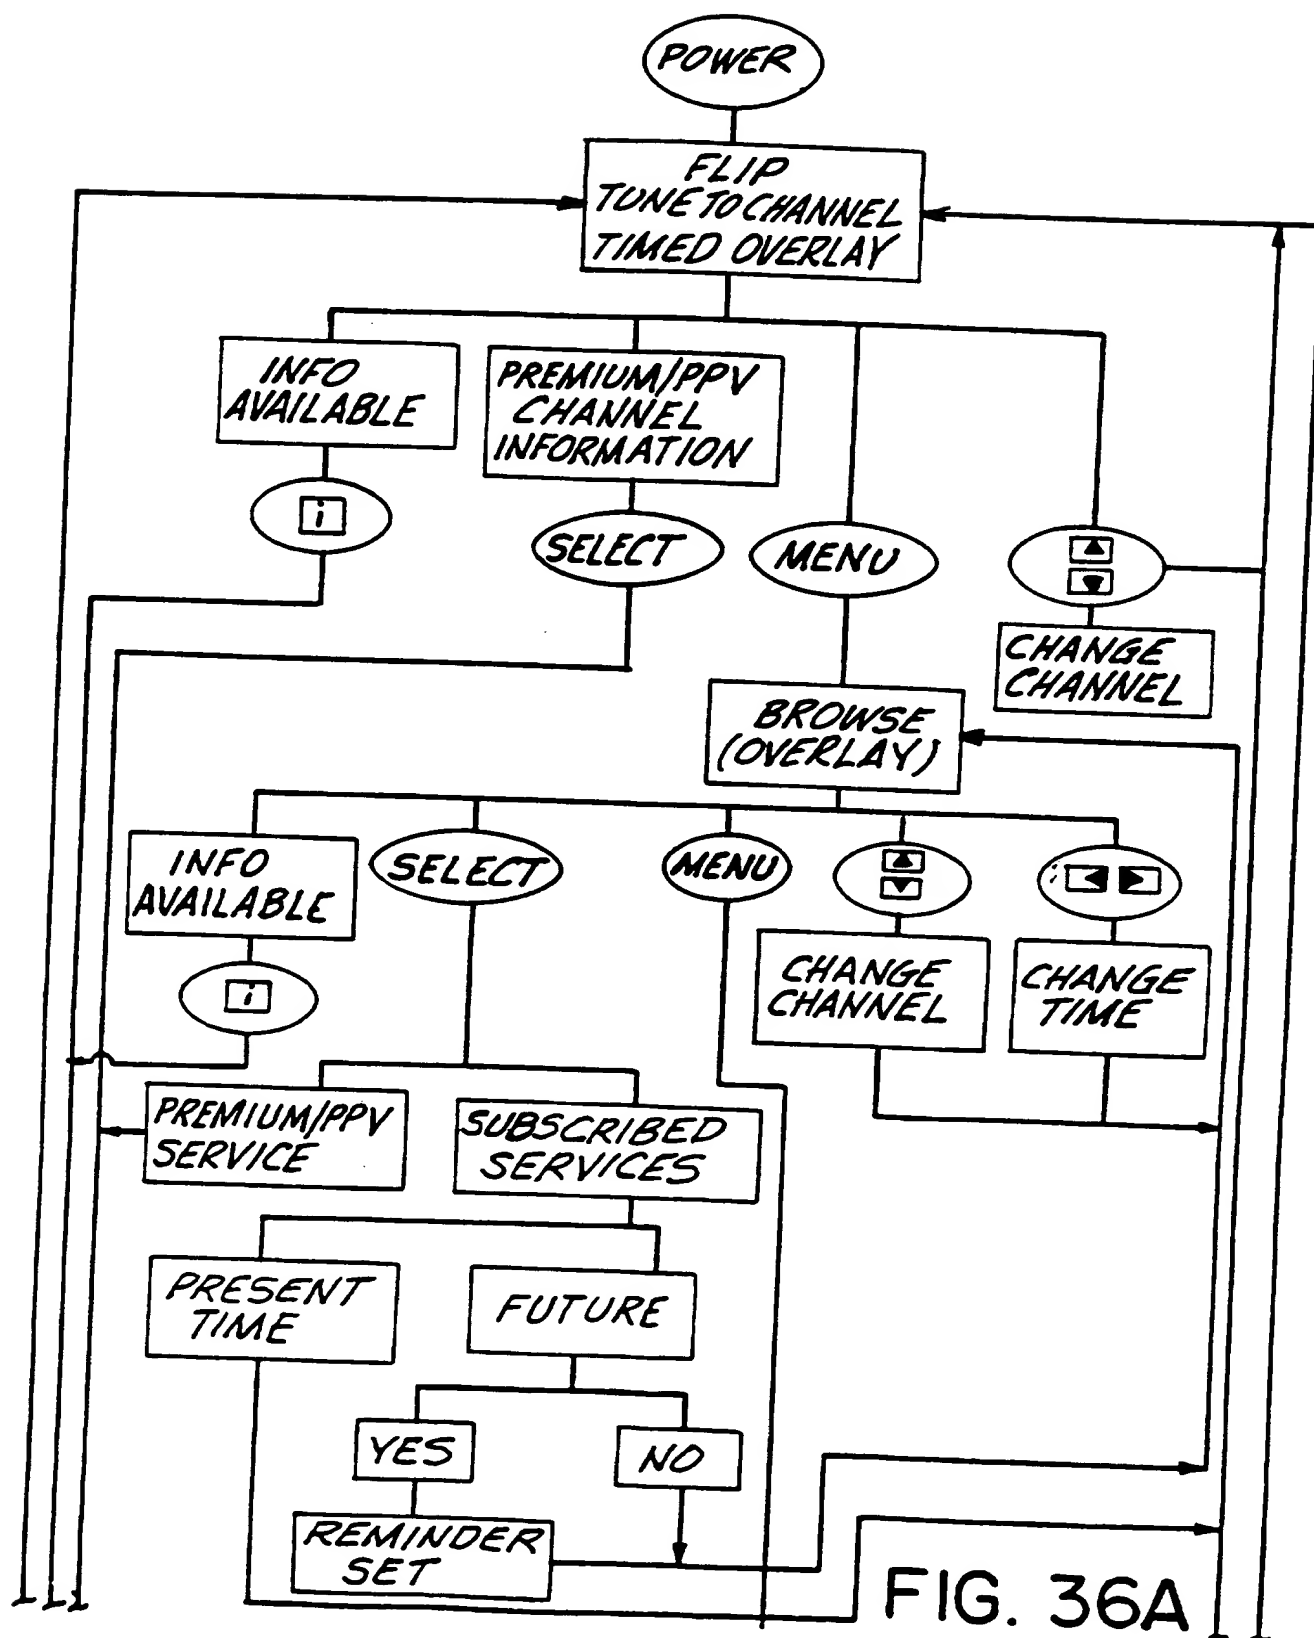 POWER
FLIP
TUNE TO CHANNEL
TIMED OVERLAY
INFO
AVAILABLE
PREMIUM/PPV
CHANNEL
INFORMATION
i
SELECT
MENU
CHANGE
CHANNEL
BROWSE
(OVERLAY)
INFO
AVAILABLE
SELECT
MENU
i
CHANGE
CHANNEL
CHANGE
TIME
PREMIUM/PPV
SERVICE
SUBSCRIBED
SERVICES
PRESENT
TIME
FUTURE
YES
NO
REMINDER
SET
FIG. 36A